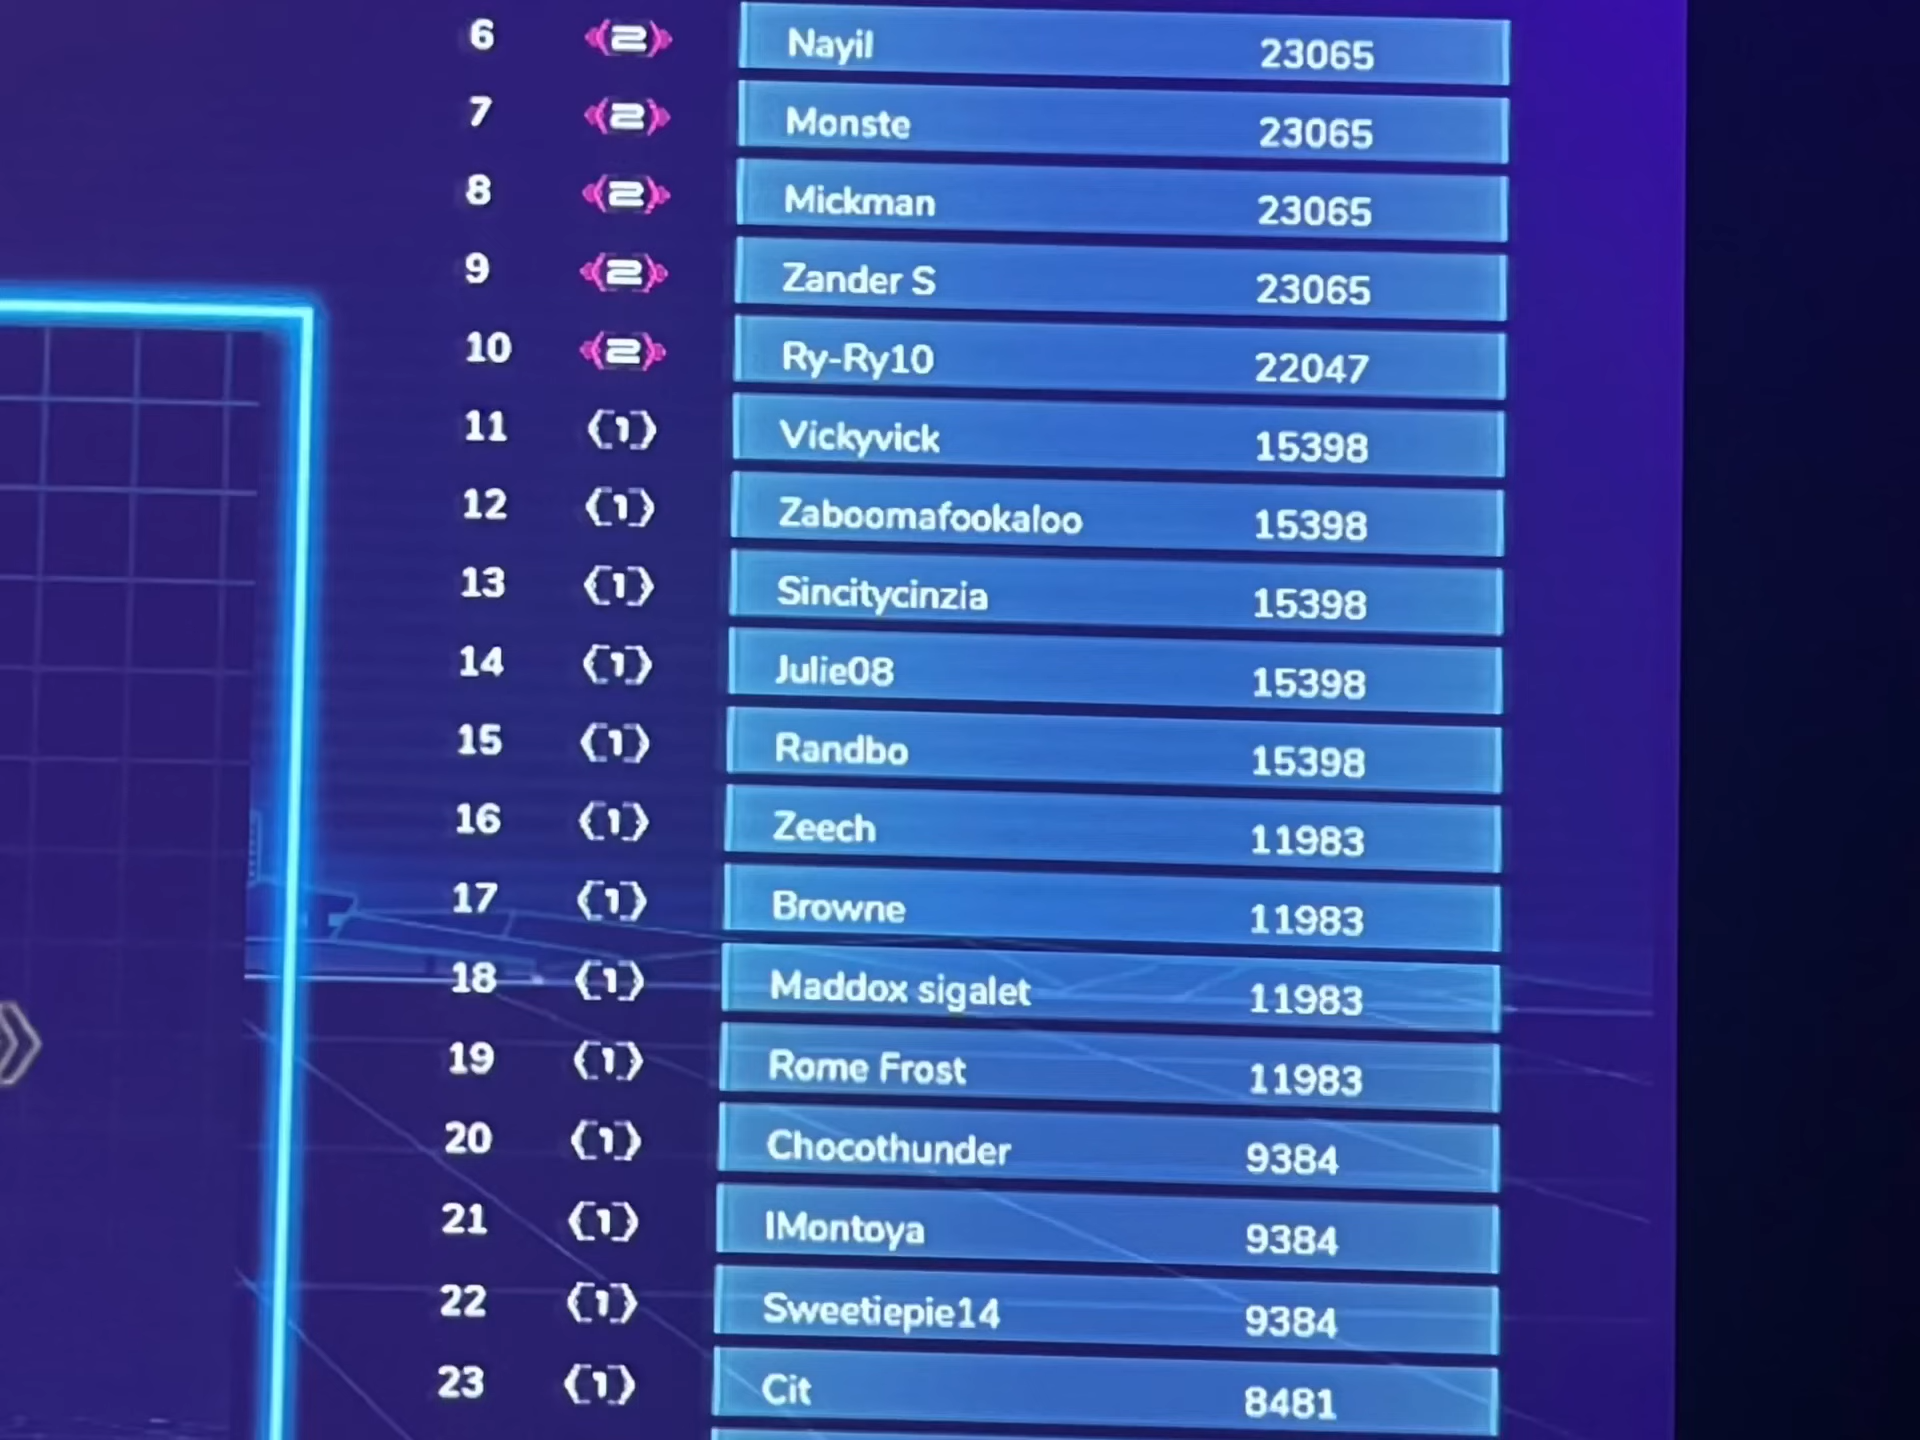 6 2 Nayil 23065
7 2 Monste 23065
8 2 Mickman 23065
9 2 Zander S 23065
10 2 Ry-Ry10 22047
11 1 Vickyvick 15398
12 1 Zaboomafookaloo 15398
13 1 Sincitycinzia 15398
14 1 Julie08 15398
15 1 Randbo 15398
16 1 Zeech 11983
17 1 Browne 11983
18 1 Maddox sigalet 11983
19 1 Rome Frost 11983
20 1 Chocothunder 9384
21 1 IMontoya 9384
22 1 Sweetiepie14 9384
23 1 Cit 8481